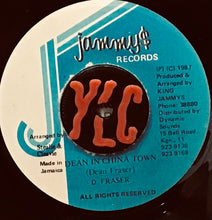 jammy$
RECORDS
(P) (C) 1987
Produced &
Arranged by
KING
JAMMYS
Phone: 38880
Distributed by
Dynamic
Sounds
15 Bell Road
Kgn. 11
923-9138
923-9168
YLC
Arranged by
Steelie &
Clevie
Made in
Jamaica
DEAN IN CHINA TOWN
(Dean Fraser)
D. FRASER
ALL RIGHTS RESERVED